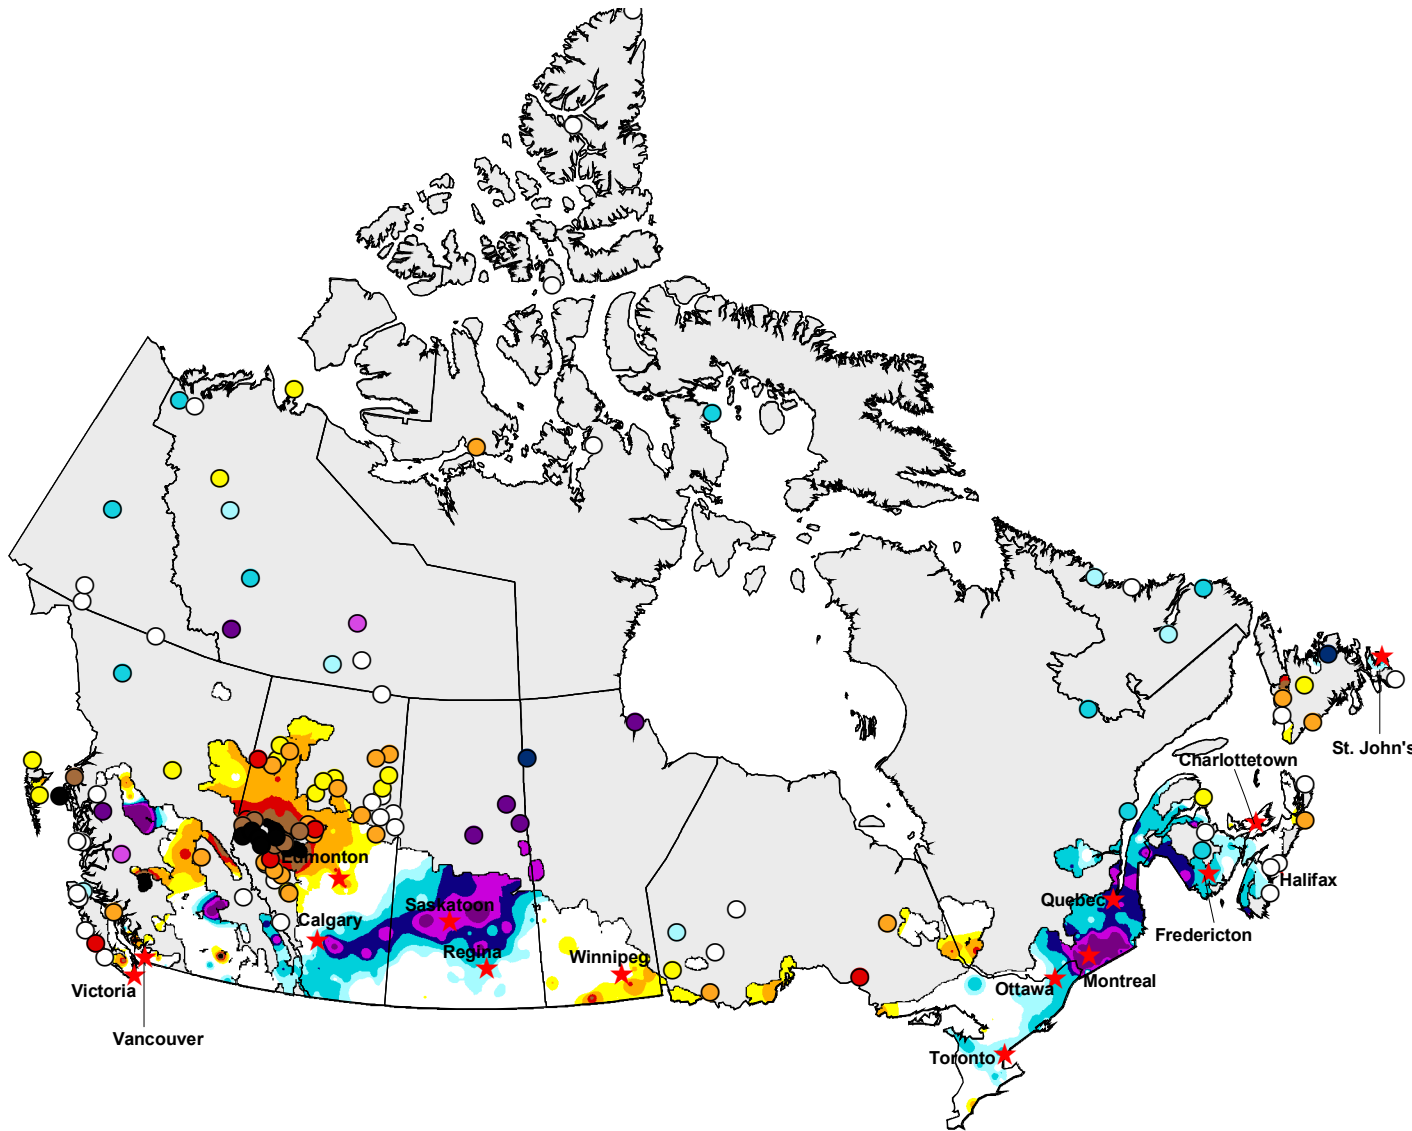 St. John's
Charlottetown
Edmonton
Halifax
Quebec
Saskatoon
Calgary
Fredericton
Regina
Winnipeg
Montreal
Ottawa
Victoria
Vancouver
Toronto